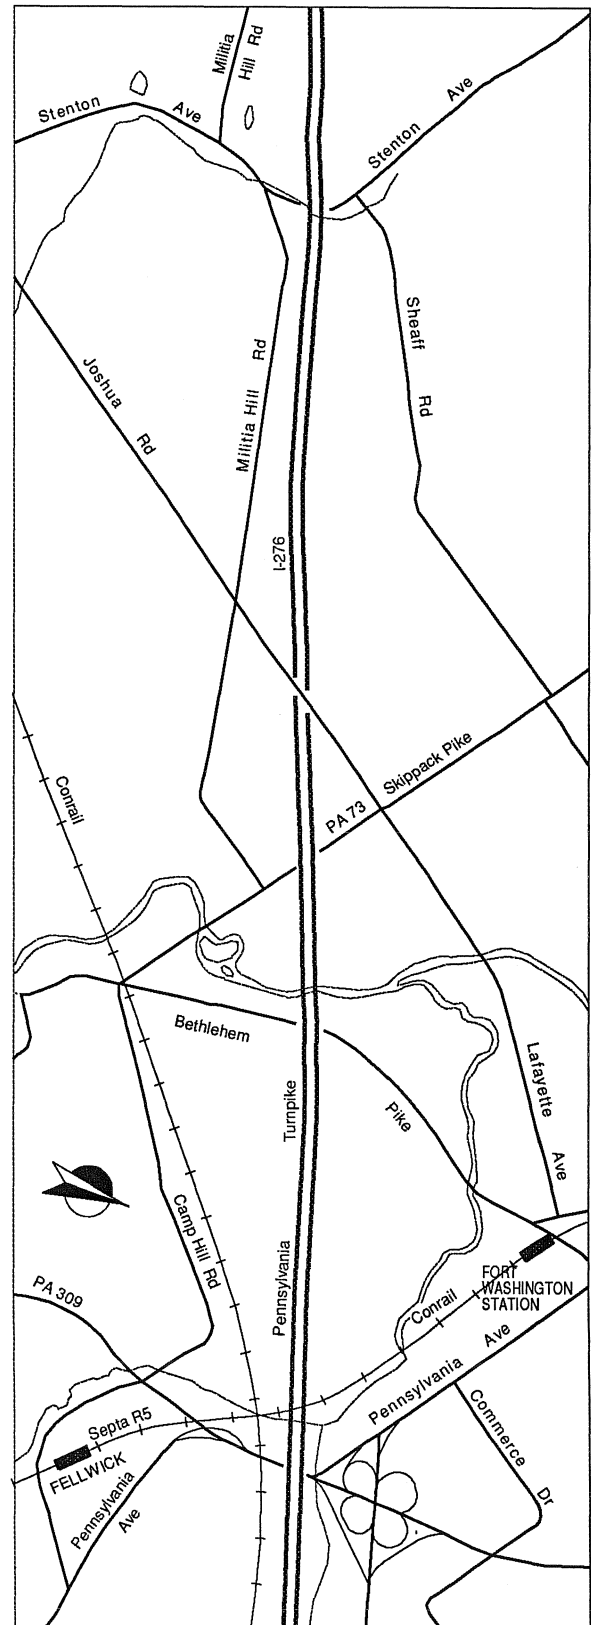 Militia
Hill Rd
Stenton Ave
Stenton Ave
Sheaff Rd
Joshua Rd
Militia Hill Rd
I-276
Conrail
PA 73 Skippack Pike
Bethlehem
Pike
Turnpike
Lafayette Ave
Camp Hill Rd
Pennsylvania
PA 309
FORT
WASHINGTON
STATION
Conrail
Pennsylvania Ave
Commerce Dr
Septa R5
FELLWICK
Pennsylvania
Ave